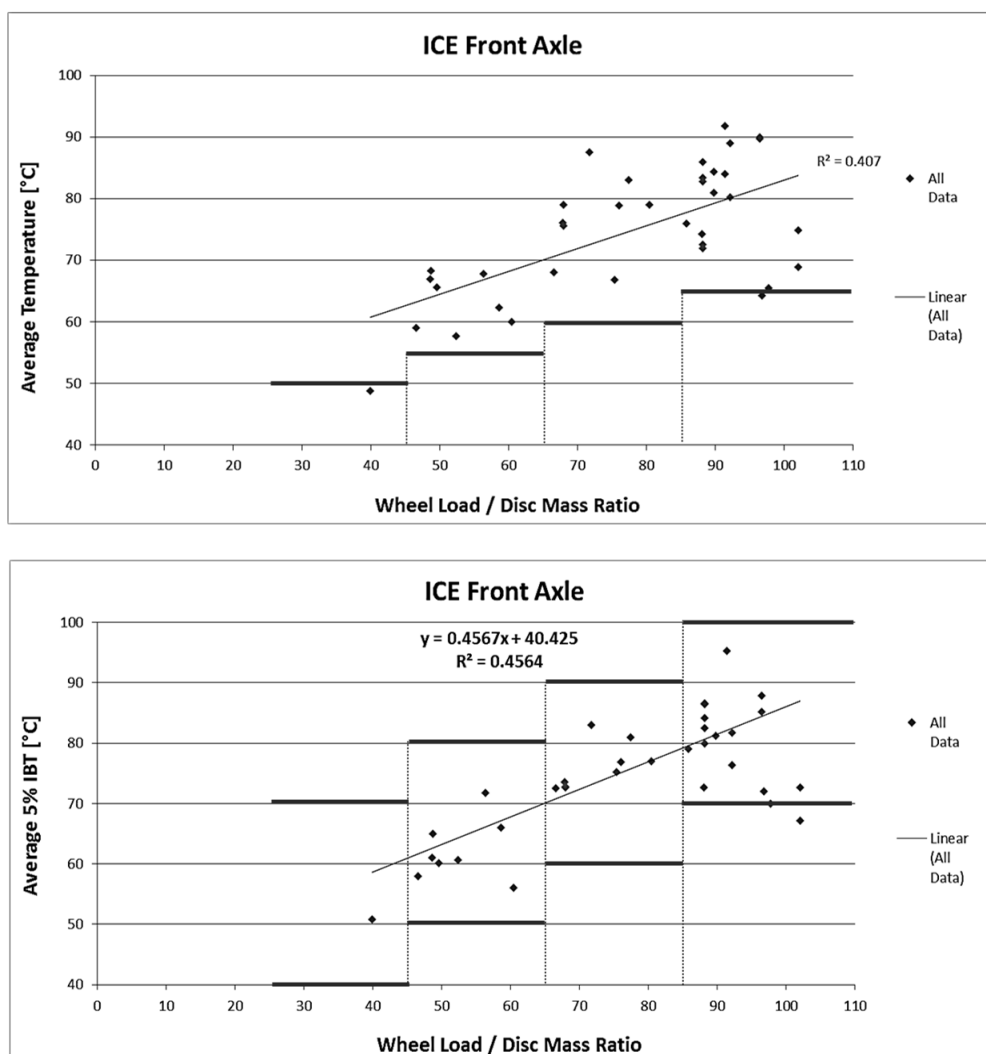 ICE Front Axle
100
90
80
70
60
50
40
Average Temperature [°C]
R² = 0.407
All
Data
Linear
(All
Data)
0 10 20 30 40 50 60 70 80 90 100 110
Wheel Load / Disc Mass Ratio
ICE Front Axle
y = 0.4567x + 40.425
R² = 0.4564
100
90
80
70
60
50
40
Average 5% IBT [°C]
All
Data
Linear
(All
Data)
0 10 20 30 40 50 60 70 80 90 100 110
Wheel Load / Disc Mass Ratio